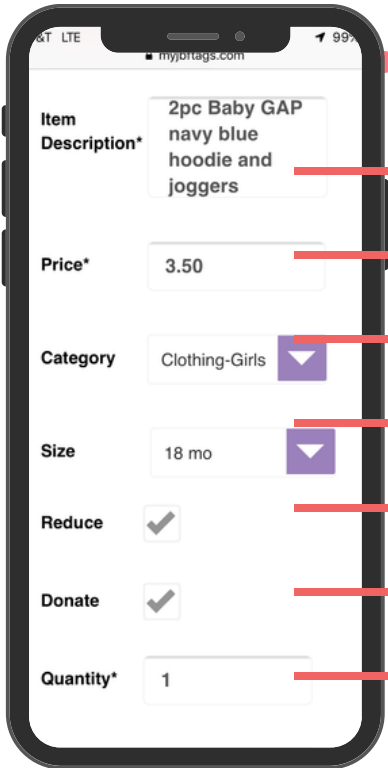 &T LTE 99%
myjbftags.com
Item Description*
2pc Baby GAP
navy blue
hoodie and
joggers
Price*
3.50
Category
Clothing-Girls
Size
18 mo
Reduce
Donate
Quantity*
1